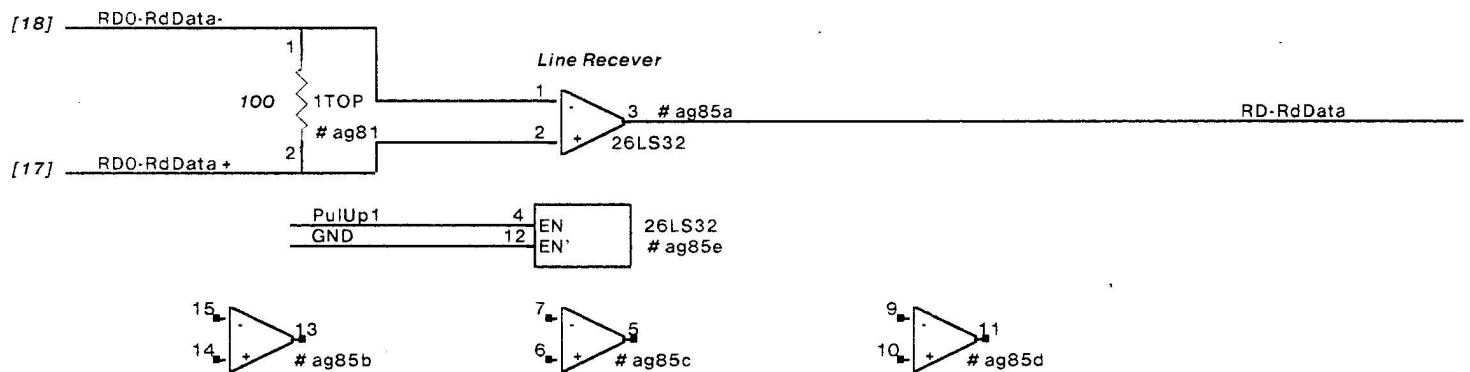 [18] RD0-RdData-
1
Line Recever
100 1TOP 1 - 3 #ag85a RD-RdData
#ag81 2 + 26LS32
2
[17] RD0-RdData+
PulUp1 4 EN 26LS32
GND 12 EN' #ag85e
15 - 13 7 - 5 9 - 11
14 + #ag85b 6 + #ag85c 10 + #ag85d